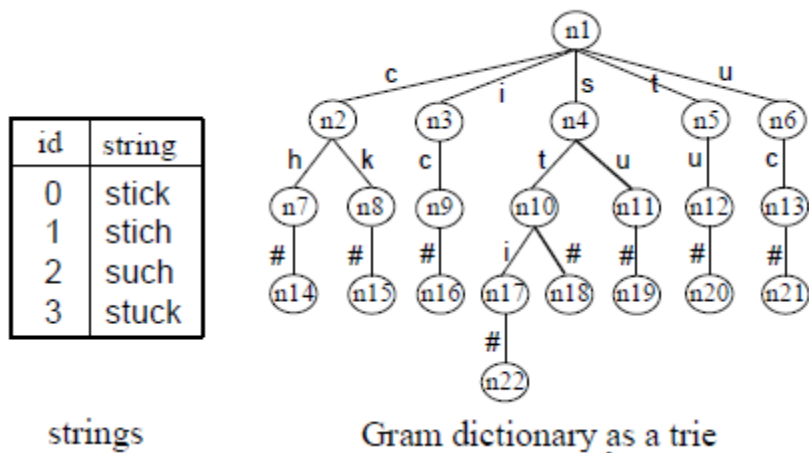 id string
0 stick
1 stich
2 such
3 stuck
strings
n1
c i s t u
n2 n3 n4 n5 n6
h k c t u u c
n7 n8 n9 n10 n11 n12 n13
# # # i # # # #
n14 n15 n16 n17 n18 n19 n20 n21
#
n22
Gram dictionary as a trie